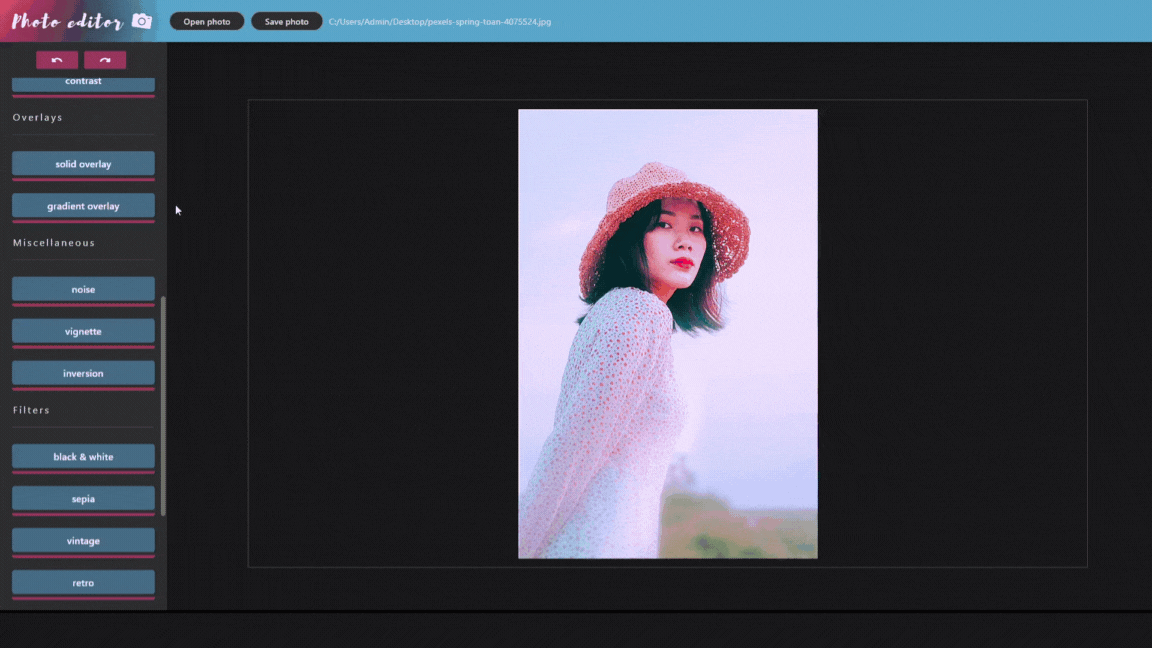 Photo editor
Open photo
Save photo
C:/Users/Admin/Desktop/pexels-spring-toan-4075524.jpg
contrast
Overlays
solid overlay
gradient overlay
Miscellaneous
noise
vignette
inversion
Filters
black & white
sepia
vintage
retro